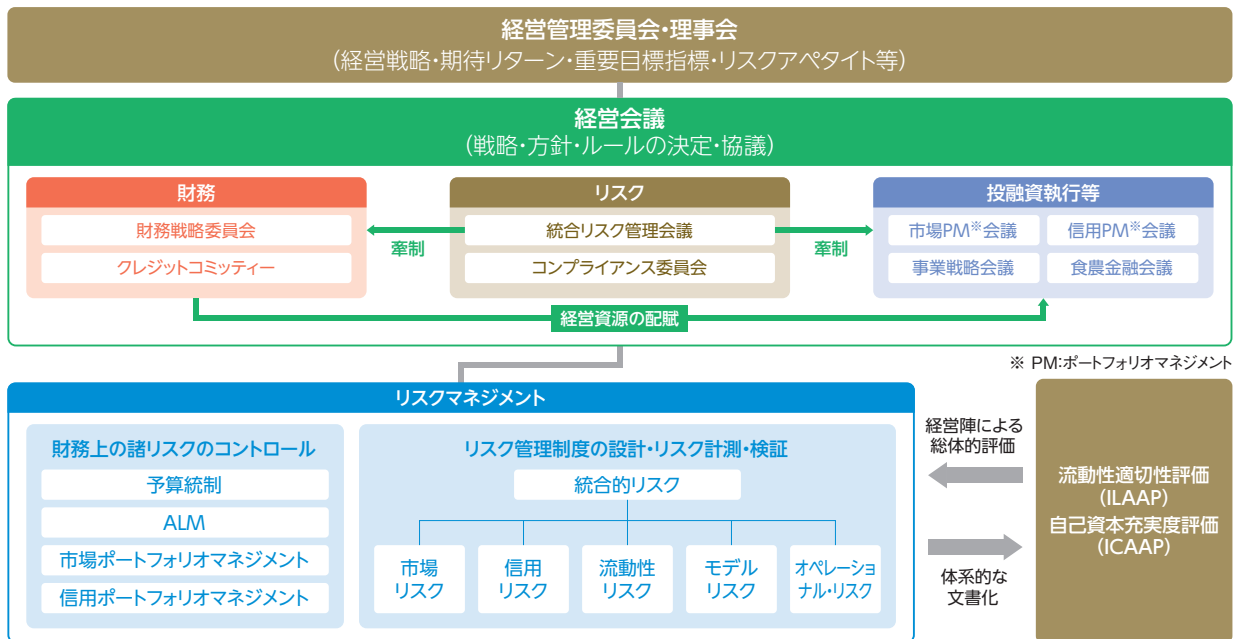 経営管理委員会・理事会
(経営戦略・期待リターン・重要目標指標・リスクアペタイト等)
経営会議
(戦略・方針・ルールの決定・協議)
財務
財務戦略委員会
クレジットコミッティー
牽制
リスク
統合リスク管理会議
コンプライアンス委員会
牽制
投融資執行等
市場PM※会議
信用PM※会議
事業戦略会議
食農金融会議
経営資源の配賦
※ PM:ポートフォリオマネジメント
リスクマネジメント
財務上の諸リスクのコントロール
予算統制
ALM
市場ポートフォリオマネジメント
信用ポートフォリオマネジメント
リスク管理制度の設計・リスク計測・検証
統合的リスク
市場
リスク
信用
リスク
流動性
リスク
モデル
リスク
オペレーショ
ナル・リスク
経営陣による
総体的評価
体系的な
文書化
流動性適切性評価
(ILAAP)
自己資本充実度評価
(ICAAP)